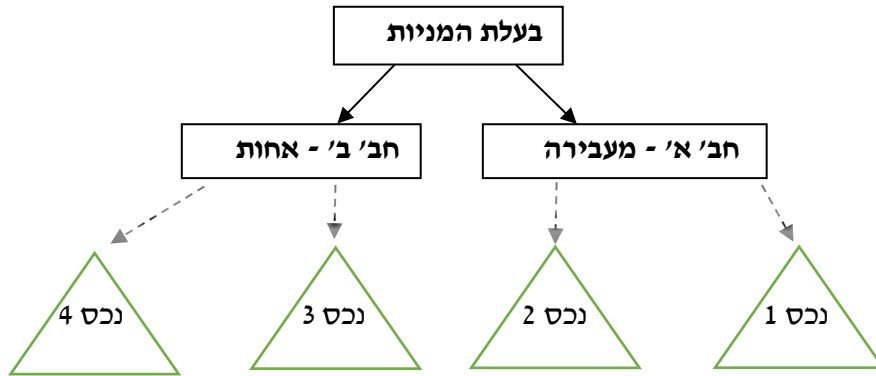 בעלת המניות
חב' א' - מעבירה
חב' ב' - אחות
נכס 1
נכס 2
נכס 3
נכס 4